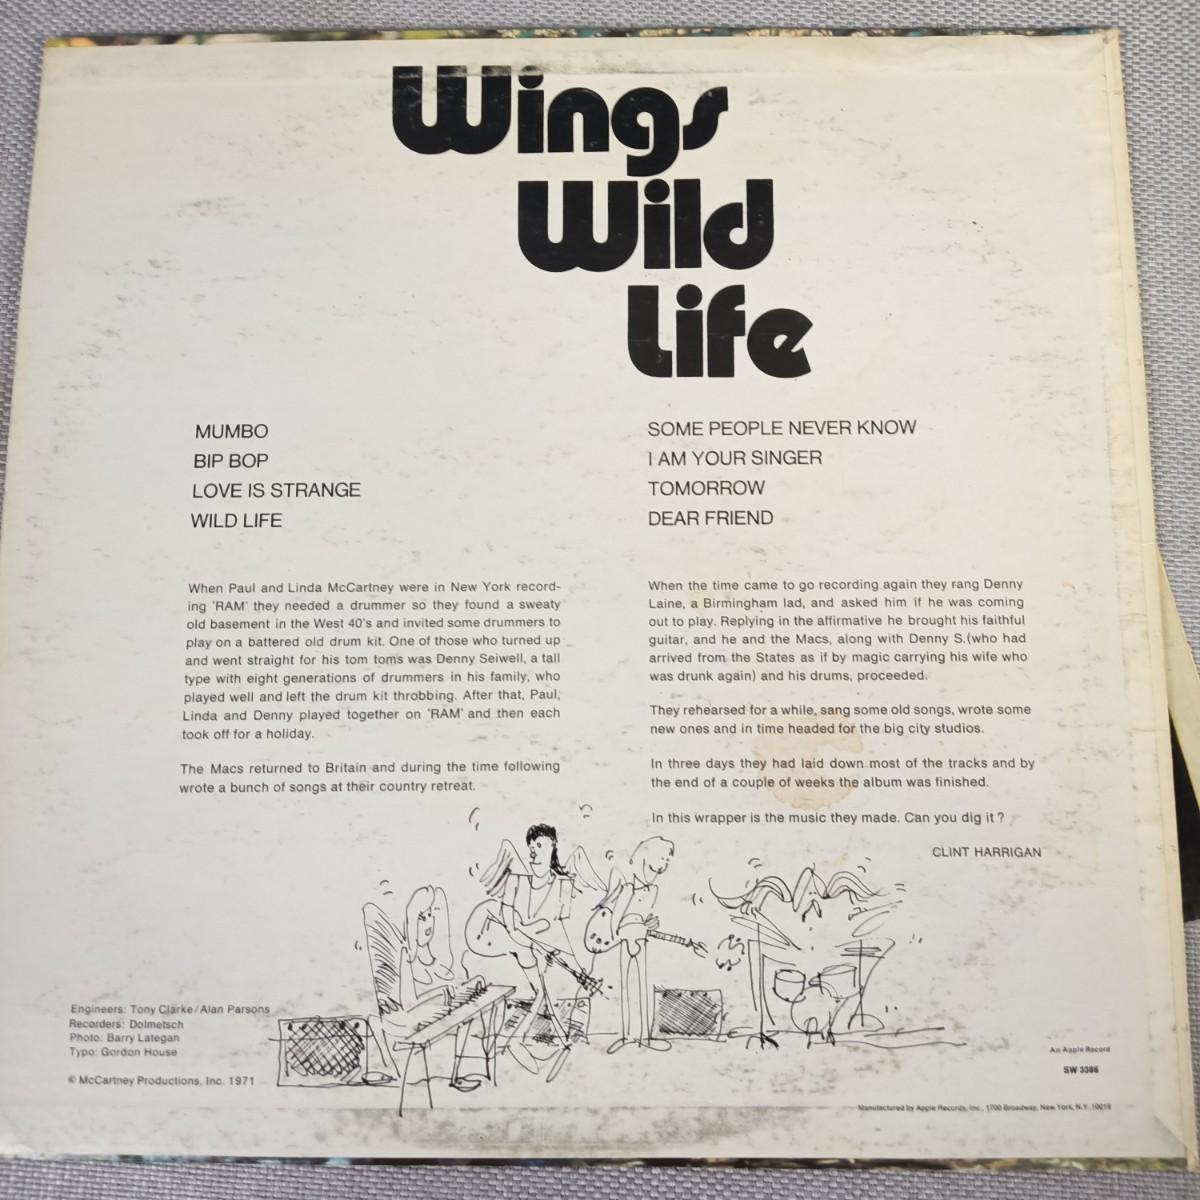 Wings
Wild
Life
MUMBO
BIP BOP
LOVE IS STRANGE
WILD LIFE
SOME PEOPLE NEVER KNOW
I AM YOUR SINGER
TOMORROW
DEAR FRIEND
When Paul and Linda McCartney were in New York record-
ing 'RAM' they needed a drummer so they found a sweaty
old basement in the West 40's and invited some drummers to
play on a battered old drum kit. One of those who turned up
and went straight for his tom toms was Denny Seiwell, a tall
type with eight generations of drummers in his family, who
played well and left the drum kit throbbing. After that, Paul,
Linda and Denny played together on 'RAM' and then each
took off for a holiday.
The Macs returned to Britain and during the time following
wrote a bunch of songs at their country retreat.
When the time came to go recording again they rang Denny
Laine, a Birmingham lad, and asked him if he was coming
out to play. Replying in the affirmative he brought his faithful
guitar, and he and the Macs, along with Denny S.(who had
arrived from the States as if by magic carrying his wife who
was drunk again) and his drums, proceeded.
They rehearsed for a while, sang some old songs, wrote some
new ones and in time headed for the big city studios.
In three days they had laid down most of the tracks and by
the end of a couple of weeks the album was finished.
In this wrapper is the music they made. Can you dig it?
CLINT HARRIGAN
Engineers: Tony Clarke/Alan Parsons
Recorders: Dolmetsch
Photo: Barry Lategan
Typo: Gordon House
© McCartney Productions, Inc. 1971
An Apple Record
SW 3386
Manufactured by Apple Records, Inc., 1700 Broadway, New York, N.Y. 10019